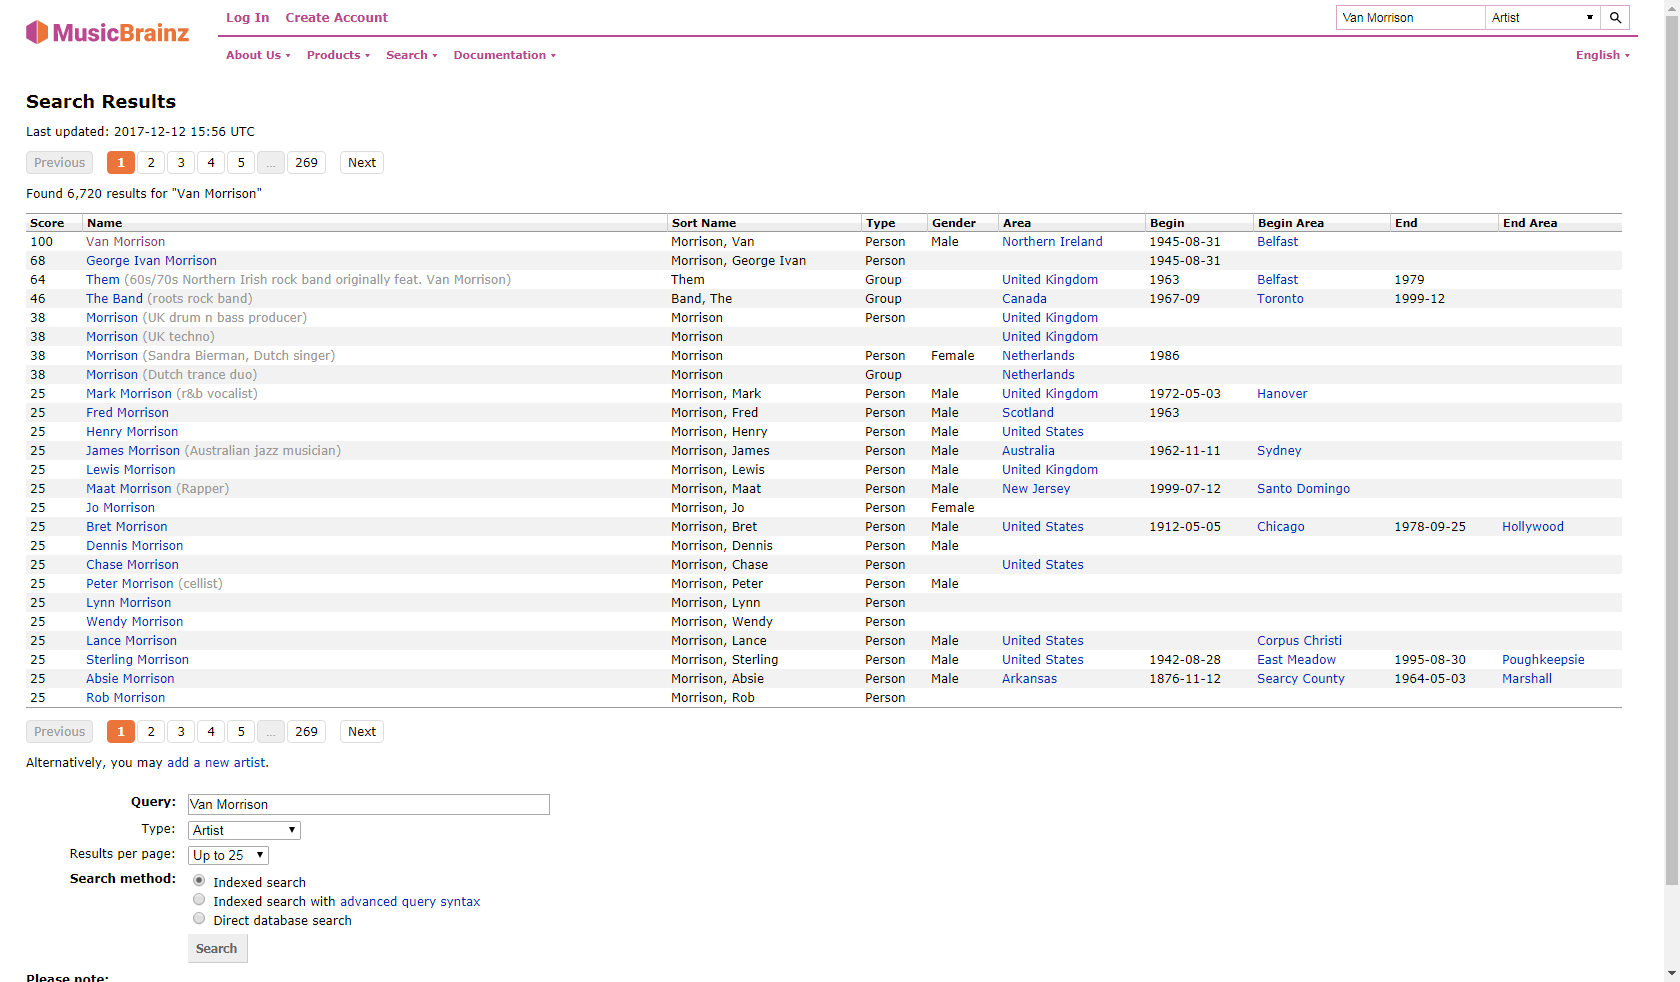 MusicBrainz
Log In Create Account
Van Morrison Artist
About Us Products Search Documentation English
Search Results
Last updated: 2017-12-12 15:56 UTC
Previous 1 2 3 4 5 ... 269 Next
Found 6,720 results for "Van Morrison"
Score Name Sort Name Type Gender Area Begin Begin Area End End Area
100 Van Morrison Morrison, Van Person Male Northern Ireland 1945-08-31 Belfast
68 George Ivan Morrison Morrison, George Ivan Person 1945-08-31
64 Them (60s/70s Northern Irish rock band originally feat. Van Morrison) Them Group United Kingdom 1963 Belfast 1979
46 The Band (roots rock band) Band, The Group Canada 1967-09 Toronto 1999-12
38 Morrison (UK drum n bass producer) Morrison Person United Kingdom
38 Morrison (UK techno) Morrison United Kingdom
38 Morrison (Sandra Bierman, Dutch singer) Morrison Person Female Netherlands 1986
38 Morrison (Dutch trance duo) Morrison Group Netherlands
25 Mark Morrison (r&b vocalist) Morrison, Mark Person Male United Kingdom 1972-05-03 Hanover
25 Fred Morrison Morrison, Fred Person Male Scotland 1963
25 Henry Morrison Morrison, Henry Person Male United States
25 James Morrison (Australian jazz musician) Morrison, James Person Male Australia 1962-11-11 Sydney
25 Lewis Morrison Morrison, Lewis Person Male United Kingdom
25 Maat Morrison (Rapper) Morrison, Maat Person Male New Jersey 1999-07-12 Santo Domingo
25 Jo Morrison Morrison, Jo Person Female
25 Bret Morrison Morrison, Bret Person Male United States 1912-05-05 Chicago 1978-09-25 Hollywood
25 Dennis Morrison Morrison, Dennis Person Male
25 Chase Morrison Morrison, Chase Person United States
25 Peter Morrison (cellist) Morrison, Peter Person Male
25 Lynn Morrison Morrison, Lynn Person
25 Wendy Morrison Morrison, Wendy Person
25 Lance Morrison Morrison, Lance Person Male United States Corpus Christi
25 Sterling Morrison Morrison, Sterling Person Male United States 1942-08-28 East Meadow 1995-08-30 Poughkeepsie
25 Absie Morrison Morrison, Absie Person Male Arkansas 1876-11-12 Searcy County 1964-05-03 Marshall
25 Rob Morrison Morrison, Rob Person
Previous 1 2 3 4 5 ... 269 Next
Alternatively, you may add a new artist.
Query: Van Morrison
Type: Artist
Results per page: Up to 25
Search method: Indexed search
Indexed search with advanced query syntax
Direct database search
Search
Please note: